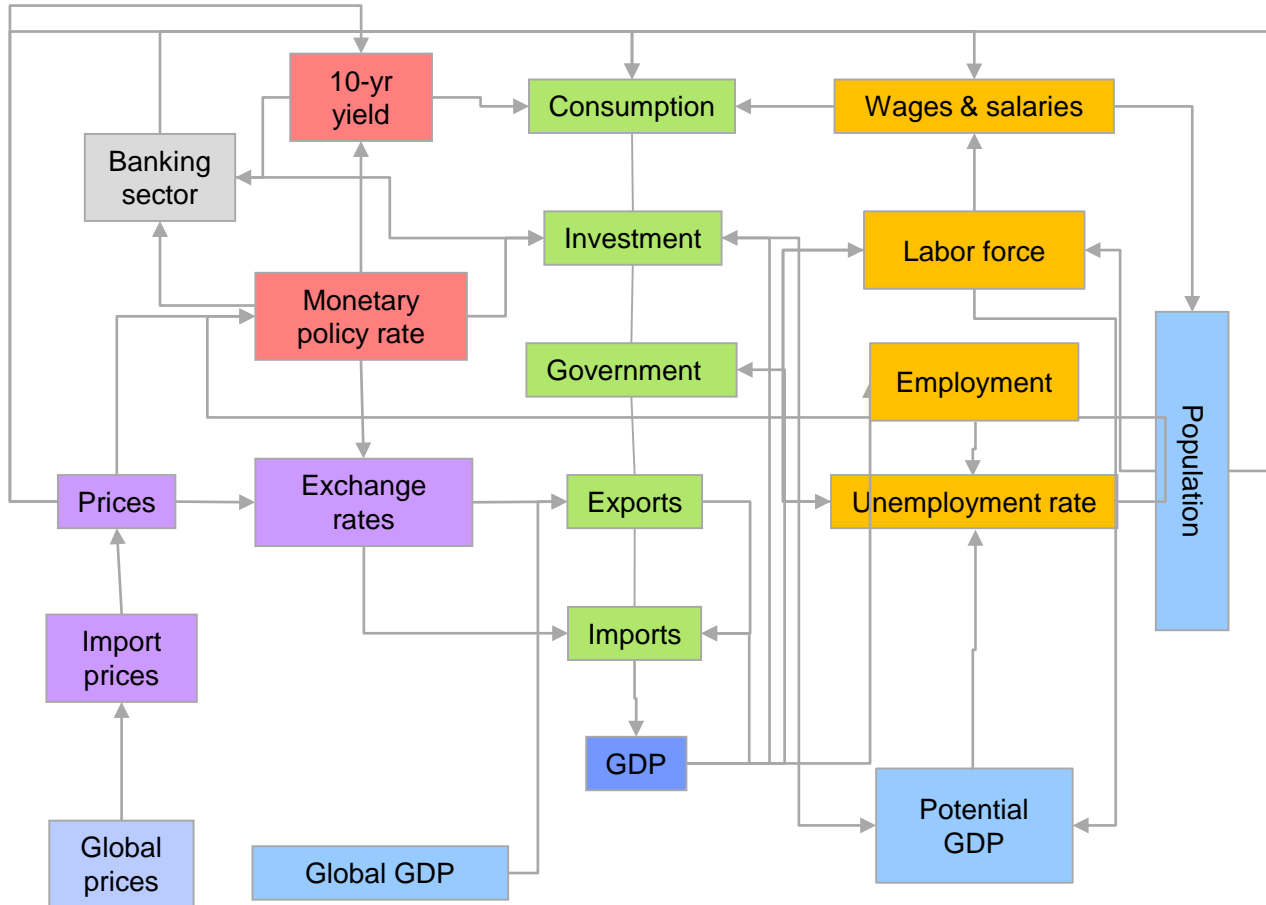 10-yr
yield
Consumption
Wages & salaries
Banking
sector
Investment
Labor force
Monetary
policy rate
Government
Employment
Population
Prices
Exchange
rates
Exports
Unemployment rate
Import
prices
Imports
GDP
Potential
GDP
Global
prices
Global GDP